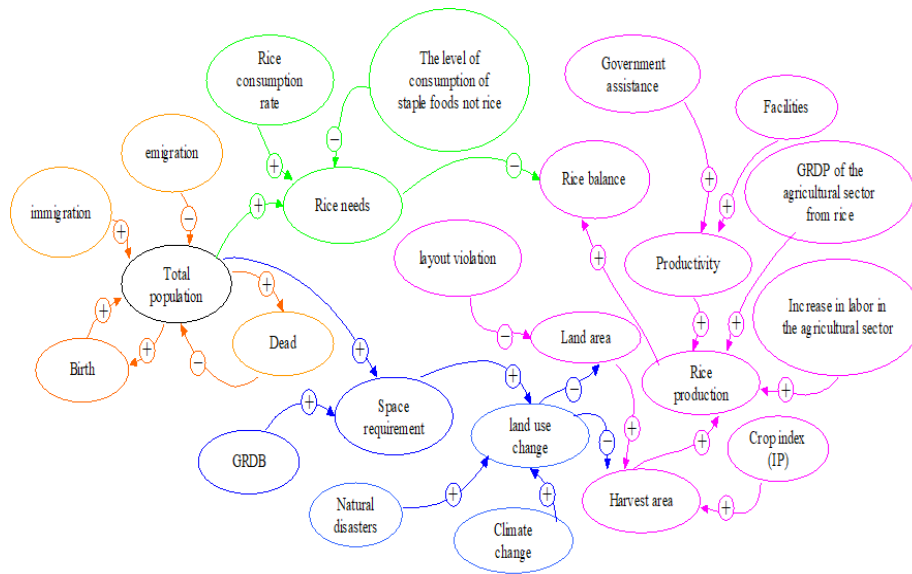 Rice
consumption
rate
The level of
consumption of
staple foods not rice
Government
assistance
Facilities
emigration
immigration
GRDP of the
agricultural sector
from rice
Rice needs
Rice balance
layout violation
Productivity
Total
population
Increase in labor in
the agricultural sector
Birth
Dead
Land area
Rice
production
Space
requirement
land use
change
GRDB
Crop index
(IP)
Harvest area
Natural
disasters
Climate
change
+
−
+
−
+
−
+
+
+
+
+
+
−
+
−
+
+
−
−
+
+
+
+
+
+
+
+